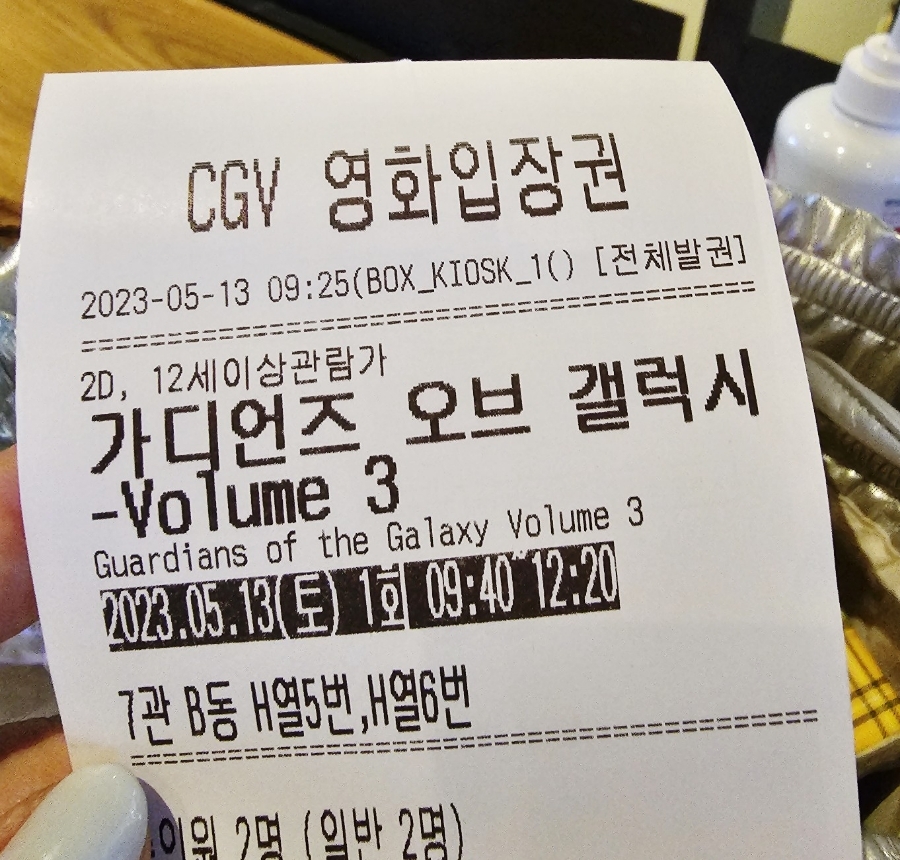 CGV 영화입장권
2023-05-13 09:25(BOX_KIOSK_1() [전체발권]
2D, 12세이상관람가
가디언즈 오브 갤럭시
-Volume 3
Guardians of the Galaxy Volume 3
2023.05.13(토) 1회 09:40~12:20
7관 B동 H열5번,H열6번
2명 (일반 2명)